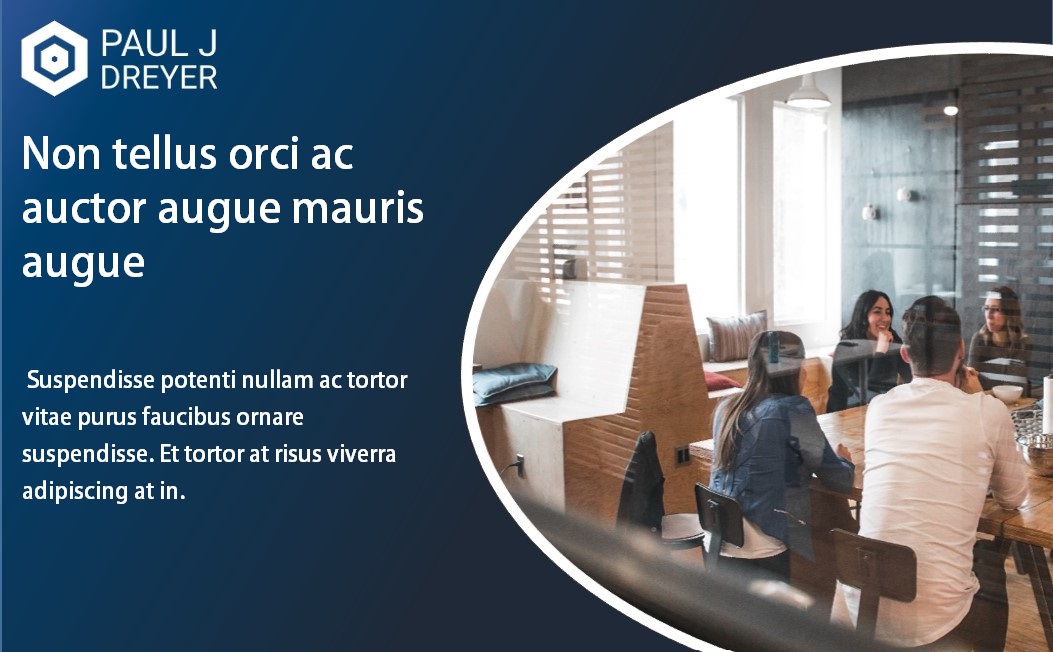 PAUL J
DREYER
Non tellus orci ac
auctor augue mauris
augue
Suspendisse potenti nullam ac tortor
vitae purus faucibus ornare
suspendisse. Et tortor at risus viverra
adipiscing at in.